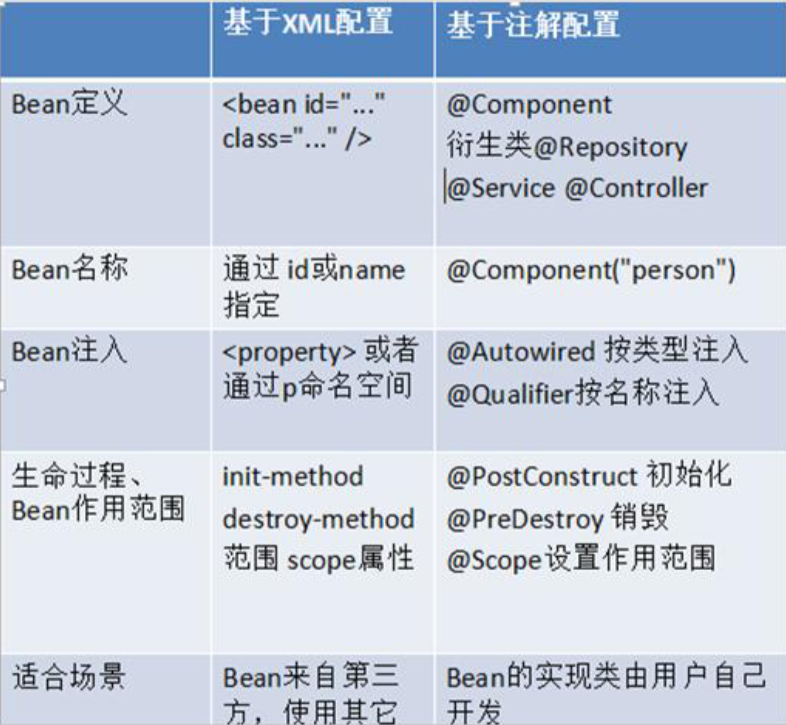 基于XML配置
基于注解配置
Bean定义
<bean id="..."
class="..." />
@Component
衍生类@Repository
@Service @Controller
Bean名称
通过 id或name
指定
@Component("person")
Bean注入
<property> 或者
通过p命名空间
@Autowired 按类型注入
@Qualifier按名称注入
生命过程、
Bean作用范围
init-method
destroy-method
范围 scope属性
@PostConstruct 初始化
@PreDestroy 销毁
@Scope设置作用范围
适合场景
Bean来自第三
方，使用其它
Bean的实现类由用户自己
开发